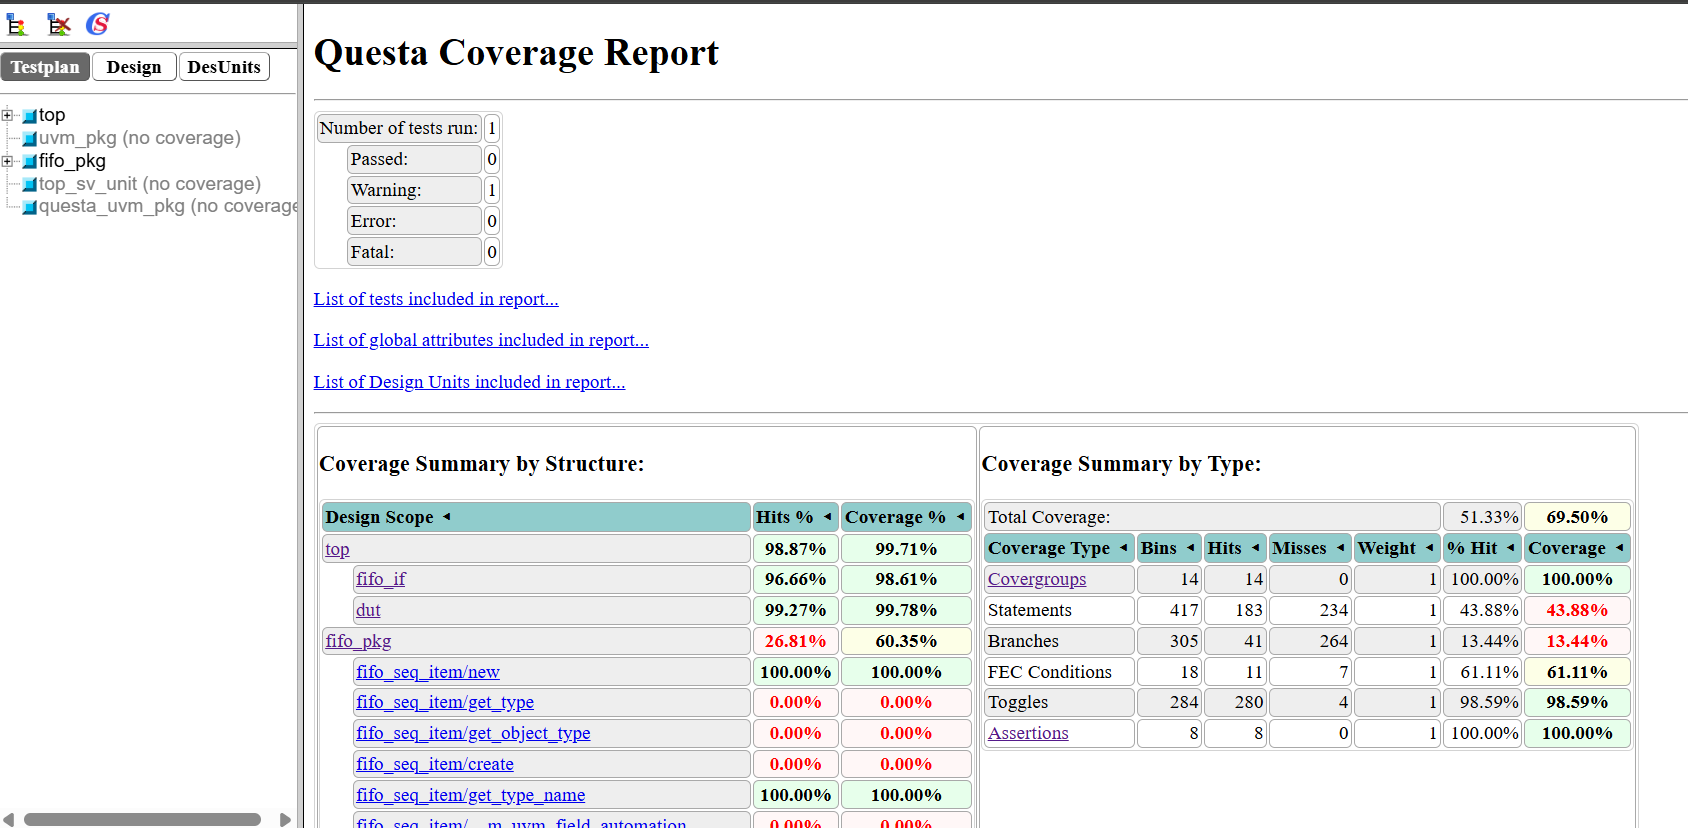 Testplan Design DesUnits
top
uvm_pkg (no coverage)
fifo_pkg
top_sv_unit (no coverage)
questa_uvm_pkg (no coverage
Questa Coverage Report
Number of tests run: 1
Passed: 0
Warning: 1
Error: 0
Fatal: 0
List of tests included in report...
List of global attributes included in report...
List of Design Units included in report...
Coverage Summary by Structure:
Design Scope Hits % Coverage %
top 98.87% 99.71%
fifo_if 96.66% 98.61%
dut 99.27% 99.78%
fifo_pkg 26.81% 60.35%
fifo_seq_item/new 100.00% 100.00%
fifo_seq_item/get_type 0.00% 0.00%
fifo_seq_item/get_object_type 0.00% 0.00%
fifo_seq_item/create 0.00% 0.00%
fifo_seq_item/get_type_name 100.00% 100.00%
fifo_seq_item/__m_uvm_field_automation 0.00% 0.00%
Coverage Summary by Type:
Total Coverage: 51.33% 69.50%
Coverage Type Bins Hits Misses Weight % Hit Coverage
Covergroups 14 14 0 1 100.00% 100.00%
Statements 417 183 234 1 43.88% 43.88%
Branches 305 41 264 1 13.44% 13.44%
FEC Conditions 18 11 7 1 61.11% 61.11%
Toggles 284 280 4 1 98.59% 98.59%
Assertions 8 8 0 1 100.00% 100.00%